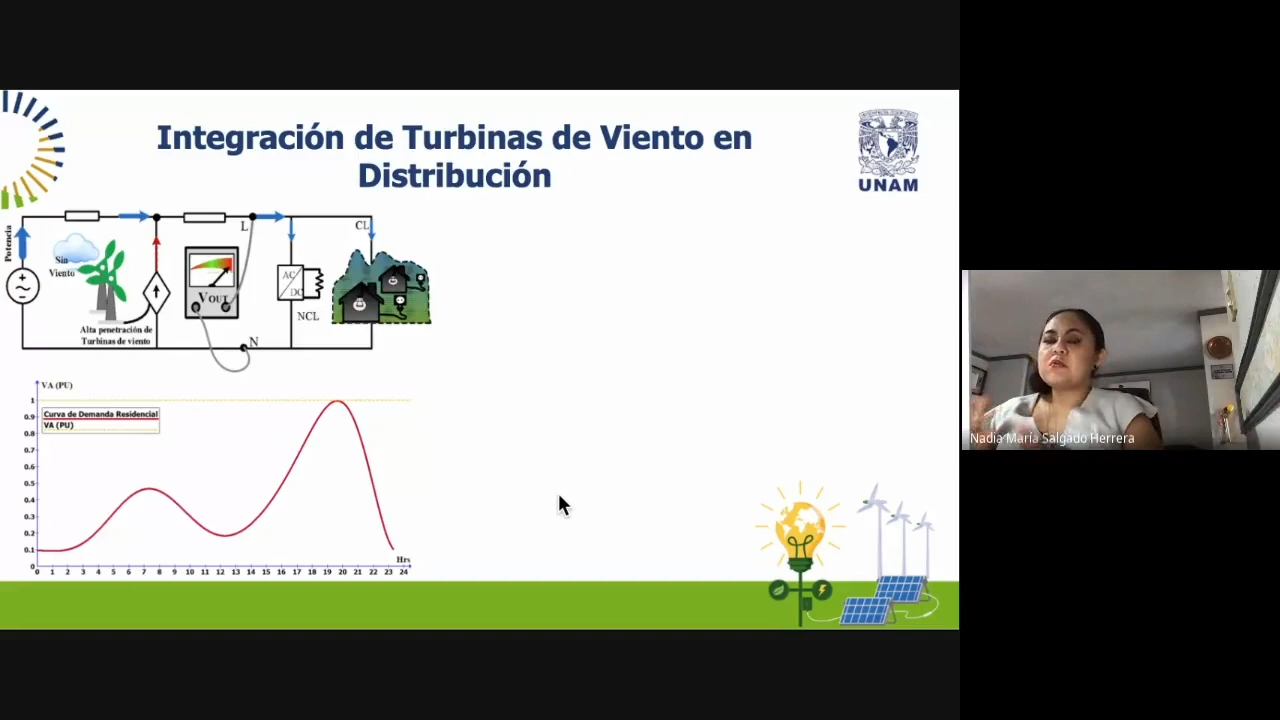 Integración de Turbinas de Viento en
Distribución
UNAM
Potencia
Sin
Viento
Alta penetración de
Turbinas de viento
L
VOUT
N
AC
DC
NCL
CL
VA (PU)
Curva de Demanda Residencial
VA (PU)
1
0.9
0.8
0.7
0.6
0.5
0.4
0.3
0.2
0.1
0
Hrs
0 1 2 3 4 5 6 7 8 9 10 11 12 13 14 15 16 17 18 19 20 21 22 23 24
Nadia María Salgado Herrera